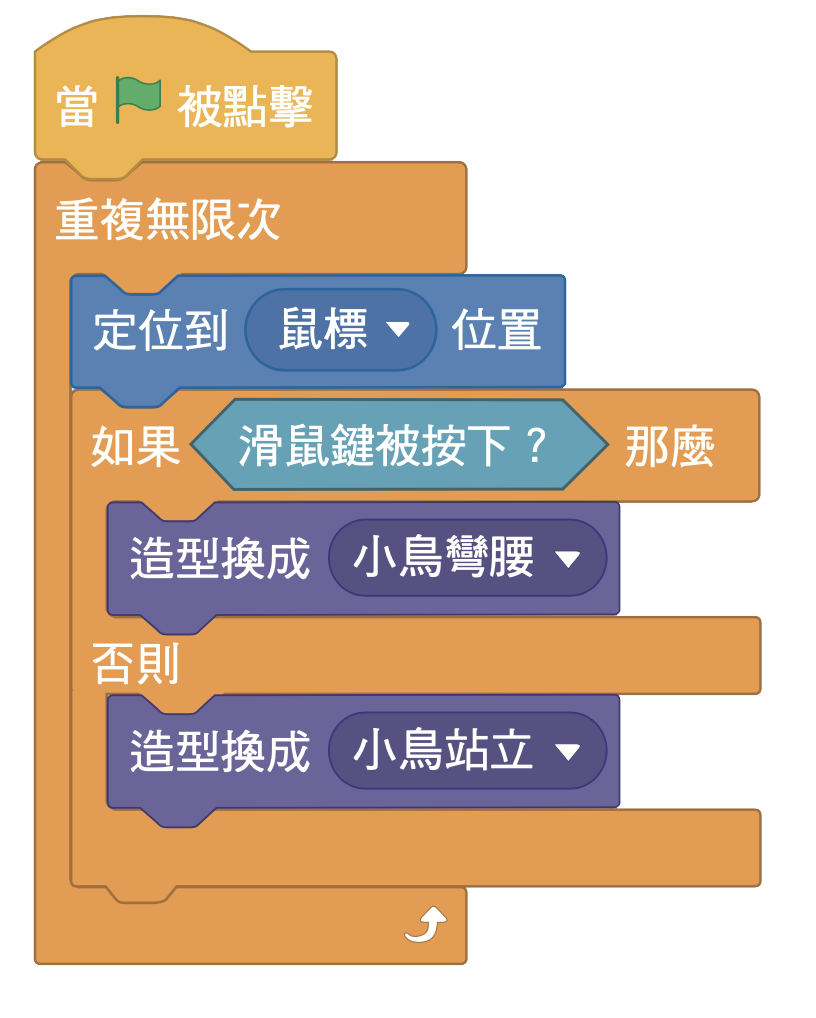 當 被點擊
重複無限次
定位到 鼠標 位置
如果 滑鼠鍵被按下？ 那麼
造型換成 小鳥彎腰
否則
造型換成 小鳥站立